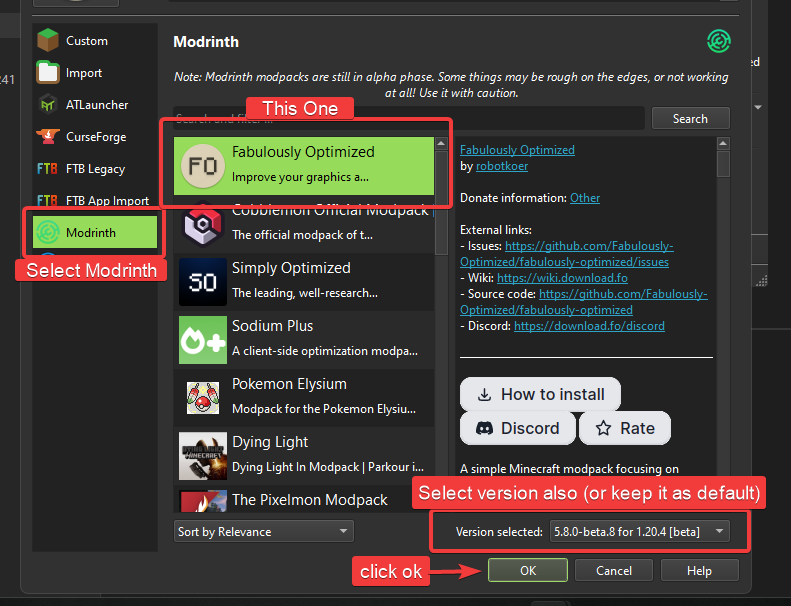 Custom
Import
ATLauncher
CurseForge
FTB Legacy
FTB App Import
Modrinth
Select Modrinth
241
Modrinth
Note: Modrinth modpacks are still in alpha phase. Some things may be rough on the edges, or not working
at all! Use it with caution.
This One
Search and filter ...
Search
FO
Fabulously Optimized
Improve your graphics a...
Cobblemon Official Modpack
The official modpack of t...
SO
Simply Optimized
The leading, well-research...
Sodium Plus
A client-side optimization modpa...
Pokemon Elysium
Modpack for the Pokemon Elysiu...
Dying Light
Dying Light In Modpack | Parkour i...
The Pixelmon Modpack
Sort by Relevance
Fabulously Optimized
by robotkoer
Donate information: Other
External links:
- Issues: https://github.com/Fabulously-
Optimized/fabulously-optimized/issues
- Wiki: https://wiki.download.fo
- Source code: https://github.com/Fabulously-
Optimized/fabulously-optimized
- Discord: https://download.fo/discord
How to install
Discord
Rate
A simple Minecraft modpack focusing on
Select version also (or keep it as default)
Version selected:
5.8.0-beta.8 for 1.20.4 [beta]
click ok
OK
Cancel
Help
ed